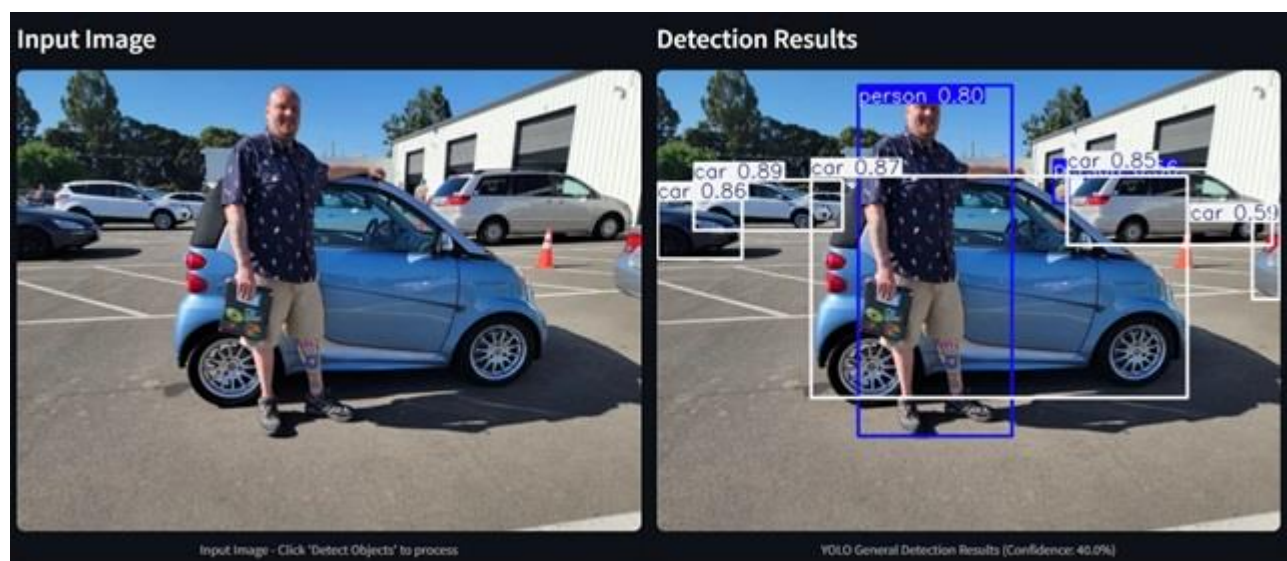 Input Image
Detection Results
person 0.80
car 0.89
car 0.87
car 0.85
car 0.86
car 0.59
Input Image - Click 'Detect Objects' to process
YOLO General Detection Results (Confidence: 40.0%)